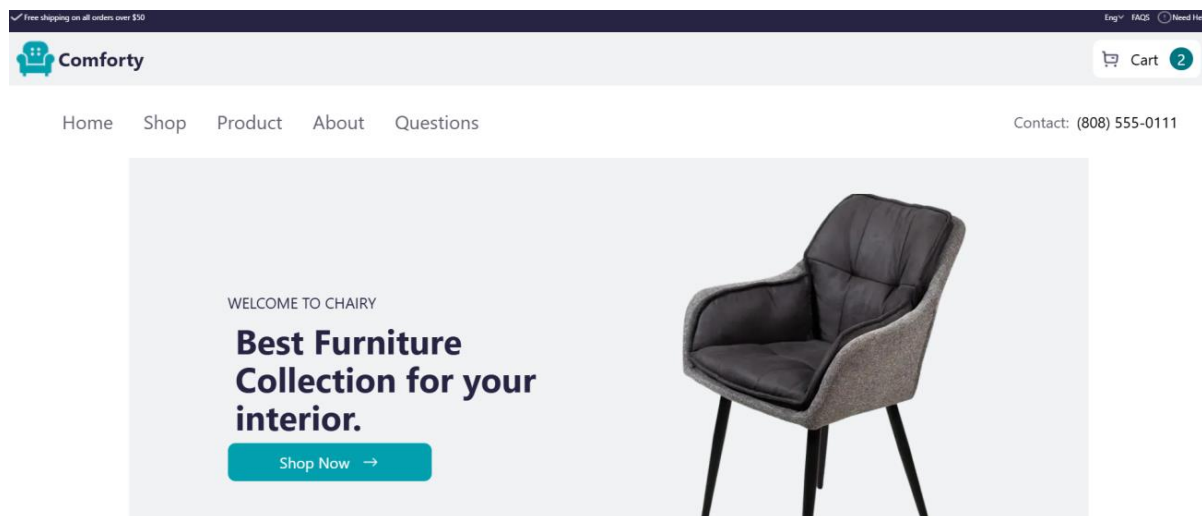 Free shipping on all orders over $50
Eng FAQS Need He
Comforty
Cart 2
Home Shop Product About Questions
Contact: (808) 555-0111
WELCOME TO CHAIRY
Best Furniture
Collection for your
interior.
Shop Now →